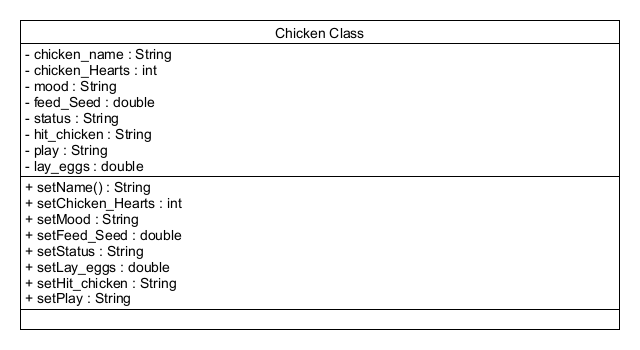 Chicken Class
- chicken_name : String
- chicken_Hearts : int
- mood : String
- feed_Seed : double
- status : String
- hit_chicken : String
- play : String
- lay_eggs : double
+ setName() : String
+ setChicken_Hearts : int
+ setMood : String
+ setFeed_Seed : double
+ setStatus : String
+ setLay_eggs : double
+ setHit_chicken : String
+ setPlay : String